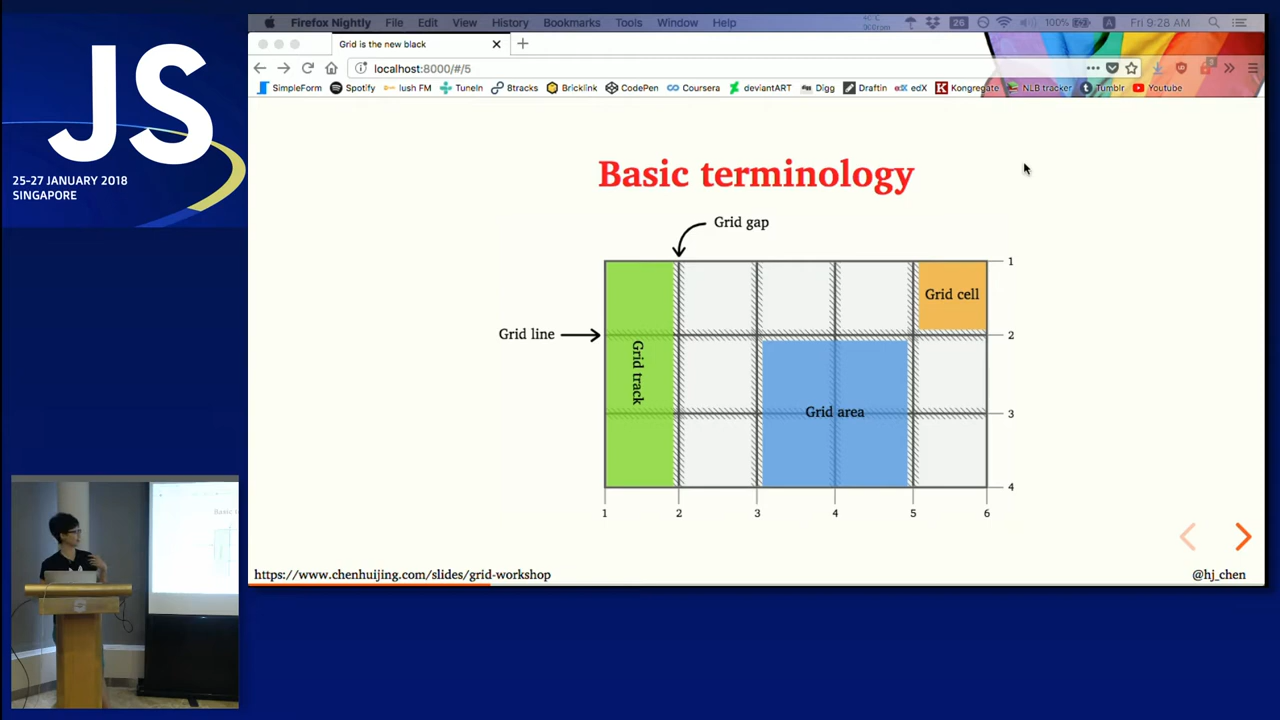 JS
25-27 JANUARY 2018
SINGAPORE
Firefox Nightly File Edit View History Bookmarks Tools Window Help
26 100% A Fri 9:28 AM
Grid is the new black
localhost:8000/#/5
SimpleForm Spotify lush FM TuneIn 8tracks Bricklink CodePen Coursera deviantART Digg Draftin edX Kongregate NLB tracker Tumblr Youtube
Basic terminology
Grid gap
Grid cell
Grid line
Grid track
Grid area
1
2
3
4
1 2 3 4 5 6
https://www.chenhuijing.com/slides/grid-workshop
@hj_chen